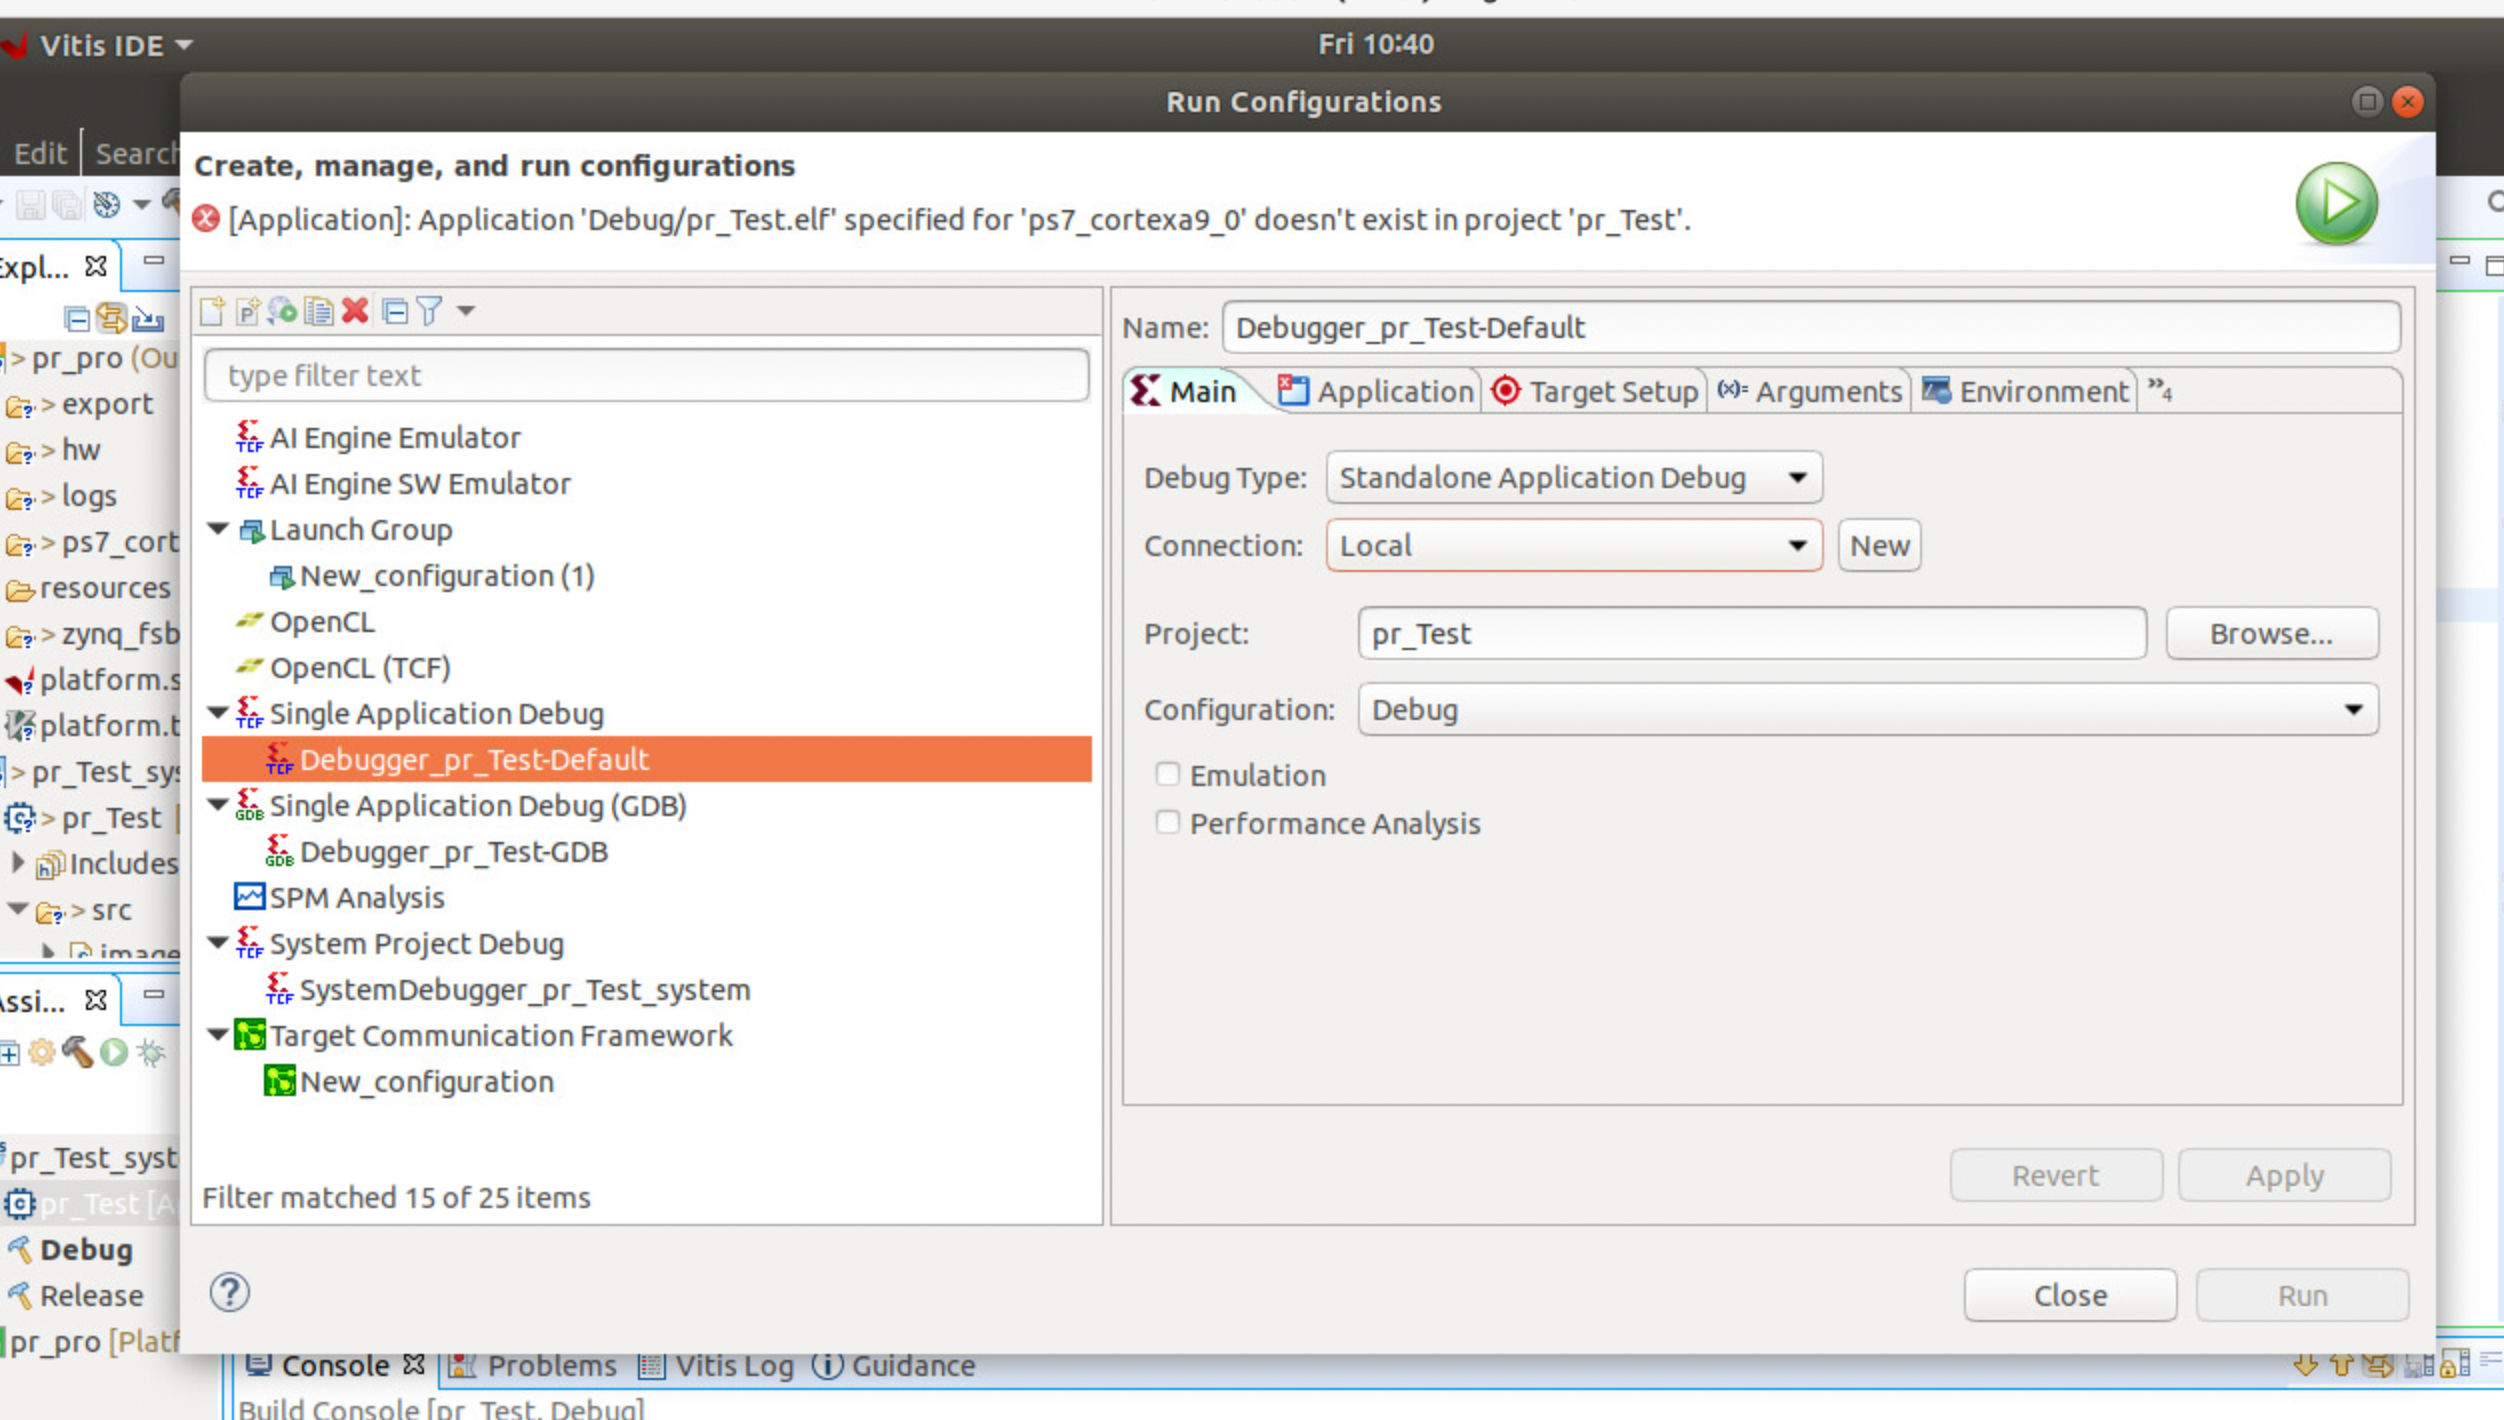 Vitis IDE
Fri 10:40
Run Configurations
Edit
Search
Create, manage, and run configurations
[Application]: Application 'Debug/pr_Test.elf' specified for 'ps7_cortexa9_0' doesn't exist in project 'pr_Test'.
Expl...
> pr_pro (Ou
> export
> hw
> logs
> ps7_cort
resources
> zynq_fsb
platform.s
platform.t
> pr_Test_sys
> pr_Test [
Includes
> src
image
Assi...
pr_Test_syst
pr_Test [A
Debug
Release
pr_pro [Platf
type filter text
AI Engine Emulator
AI Engine SW Emulator
Launch Group
New_configuration (1)
OpenCL
OpenCL (TCF)
Single Application Debug
Debugger_pr_Test-Default
Single Application Debug (GDB)
Debugger_pr_Test-GDB
SPM Analysis
System Project Debug
SystemDebugger_pr_Test_system
Target Communication Framework
New_configuration
Filter matched 15 of 25 items
Name: Debugger_pr_Test-Default
Main
Application
Target Setup
(x)= Arguments
Environment
»4
Debug Type: Standalone Application Debug
Connection: Local
New
Project: pr_Test
Browse...
Configuration: Debug
Emulation
Performance Analysis
Revert
Apply
Close
Run
Console
Problems
Vitis Log
Guidance
Build Console [pr_Test, Debug]